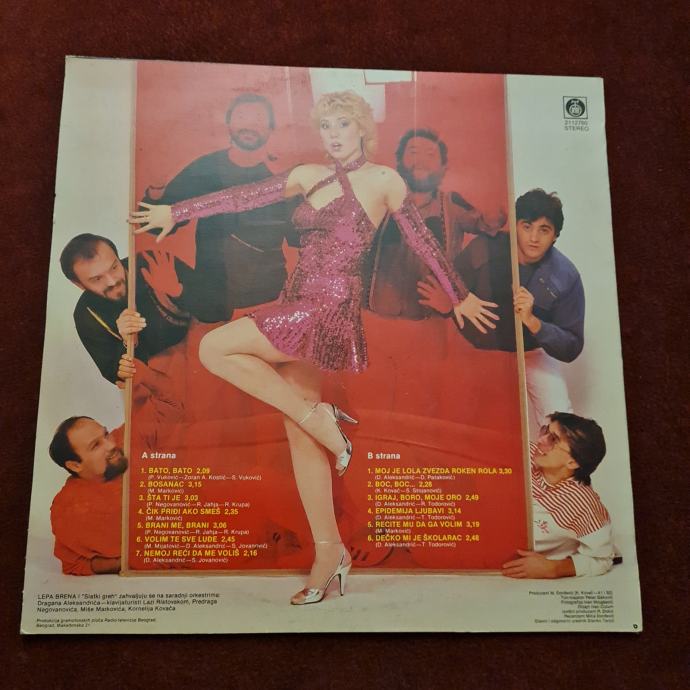 2112780
STEREO
A strana
1. BATO, BATO 2,09
(P. Vuković—Zoran A. Kostić—S. Vuković)
2. BOSANAC 3,15
(M. Marković)
3. ŠTA TI JE 3,03
(P. Negovanović—R. Jahja—R. Krupa)
4. ČIK PRIĐI AKO SMEŠ 2,35
(M. Marković)
5. BRANI ME, BRANI 3,06
(P. Negovanović—R. Jahja—R. Krupa)
6. VOLIM TE SVE LUĐE 2,45
(M. Mijatović—D. Aleksandrić—S. Jovanović)
7. NEMOJ REĆI DA ME VOLIŠ 2,16
(D. Aleksandrić—S. Jovanović)
B strana
1. MOJ JE LOLA ZVEZDA ROKEN ROLA 3,30
(D. Aleksandrić—D. Pataković)
2. BOC, BOC... 2,28
(K. Kovač—S. Stojanović)
3. IGRAJ, BORO, MOJE ORO 2,49
(D. Aleksandrić—R. Todorović)
4. EPIDEMIJA LJUBAVI 3,14
(D. Aleksandrić—T. Todorović)
5. RECITE MU DA GA VOLIM 3,19
(M. Marković)
6. DEČKO MI JE ŠKOLARAC 2,48
(D. Aleksandrić—T. Todorović)
LEPA BRENA i "Slatki greh" zahvaljuju se na saradnji orkestrima:
Dragana Aleksandrića—klavijaturisti Lazi Ristovskom, Predraga
Negovanovića, Miše Markovića, Kornelija Kovača
Produkcija gramofonskih ploča Radio-televizije Beograd,
Beograd, Makedonska 21